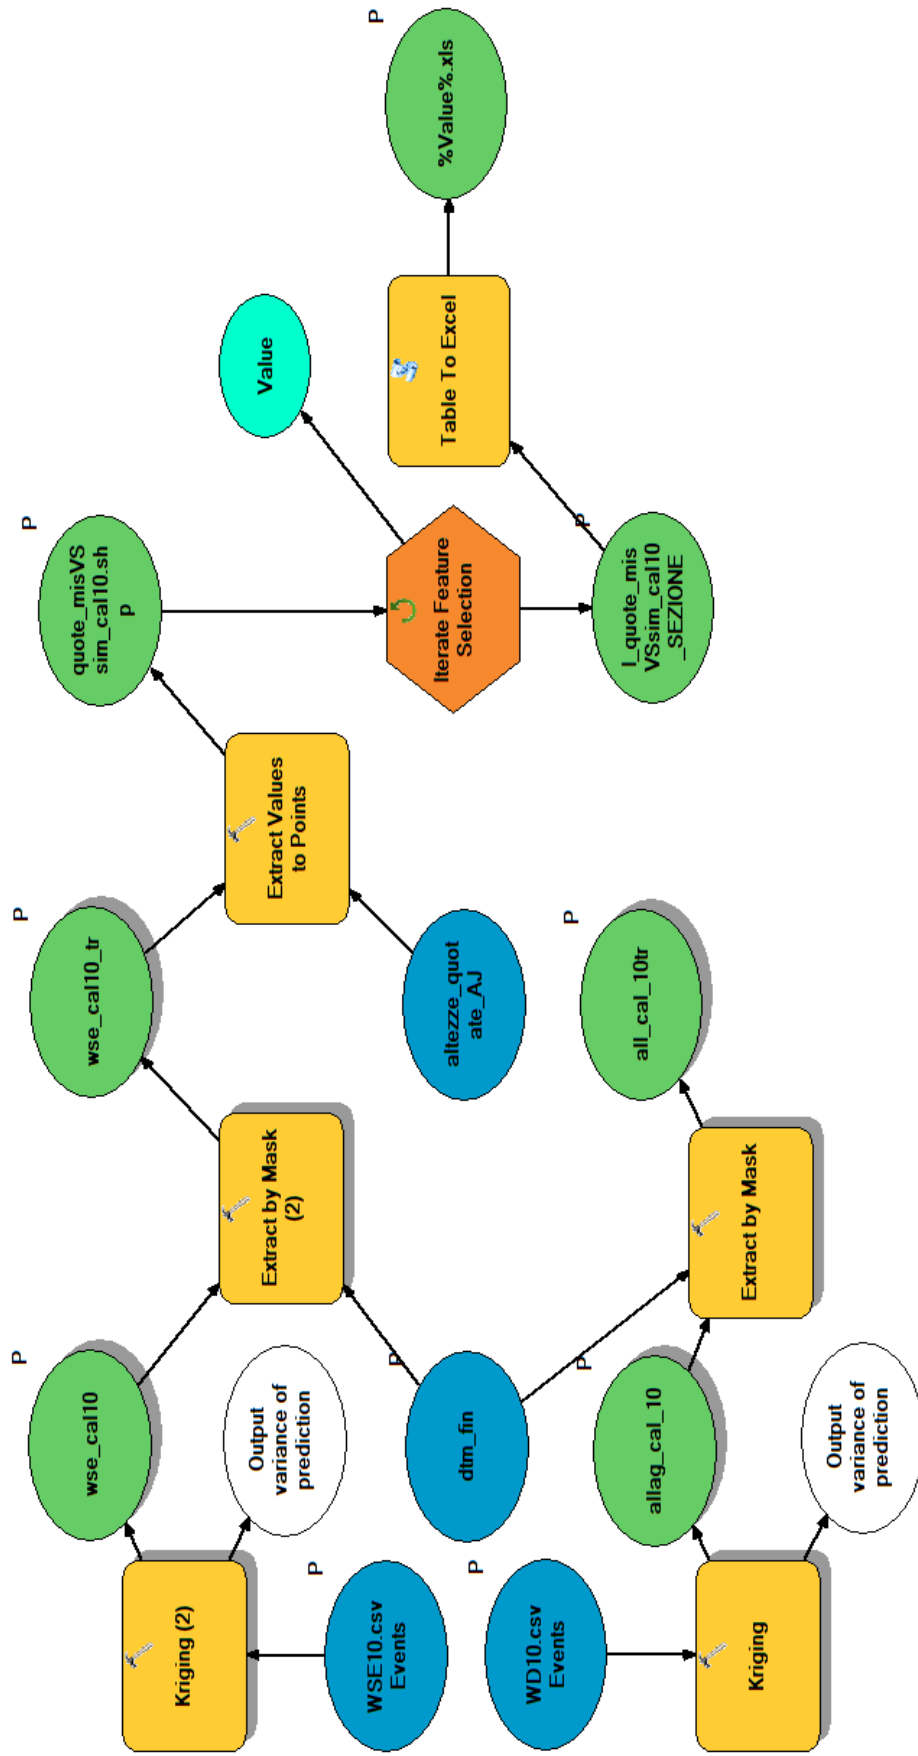 P
quote_misVS
sim_cal10.sh
p
P
wse_cal10_tr
P
wse_cal10
Kriging (2)
Output
variance of
prediction
Extract by Mask
(2)
Extract Values
to Points
Value
P
%Value%.xls
Table To Excel
Iterate Feature
Selection
P
WSE10.csv
Events
P
dtm_fin
altezze_quot
ate_AJ
P
WD10.csv
Events
P
I_quote_mis
VSsim_cal10
_SEZIONE
P
allag_cal_10
P
all_cal_10tr
Kriging
Extract by Mask
Output
variance of
prediction